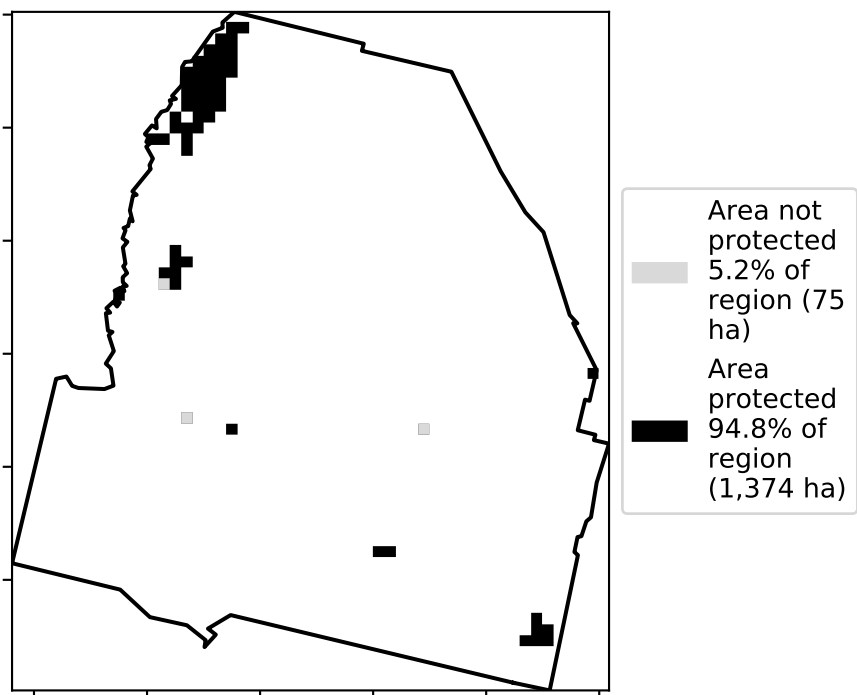 Area not
protected
5.2% of
region (75
ha)
Area
protected
94.8% of
region
(1,374 ha)